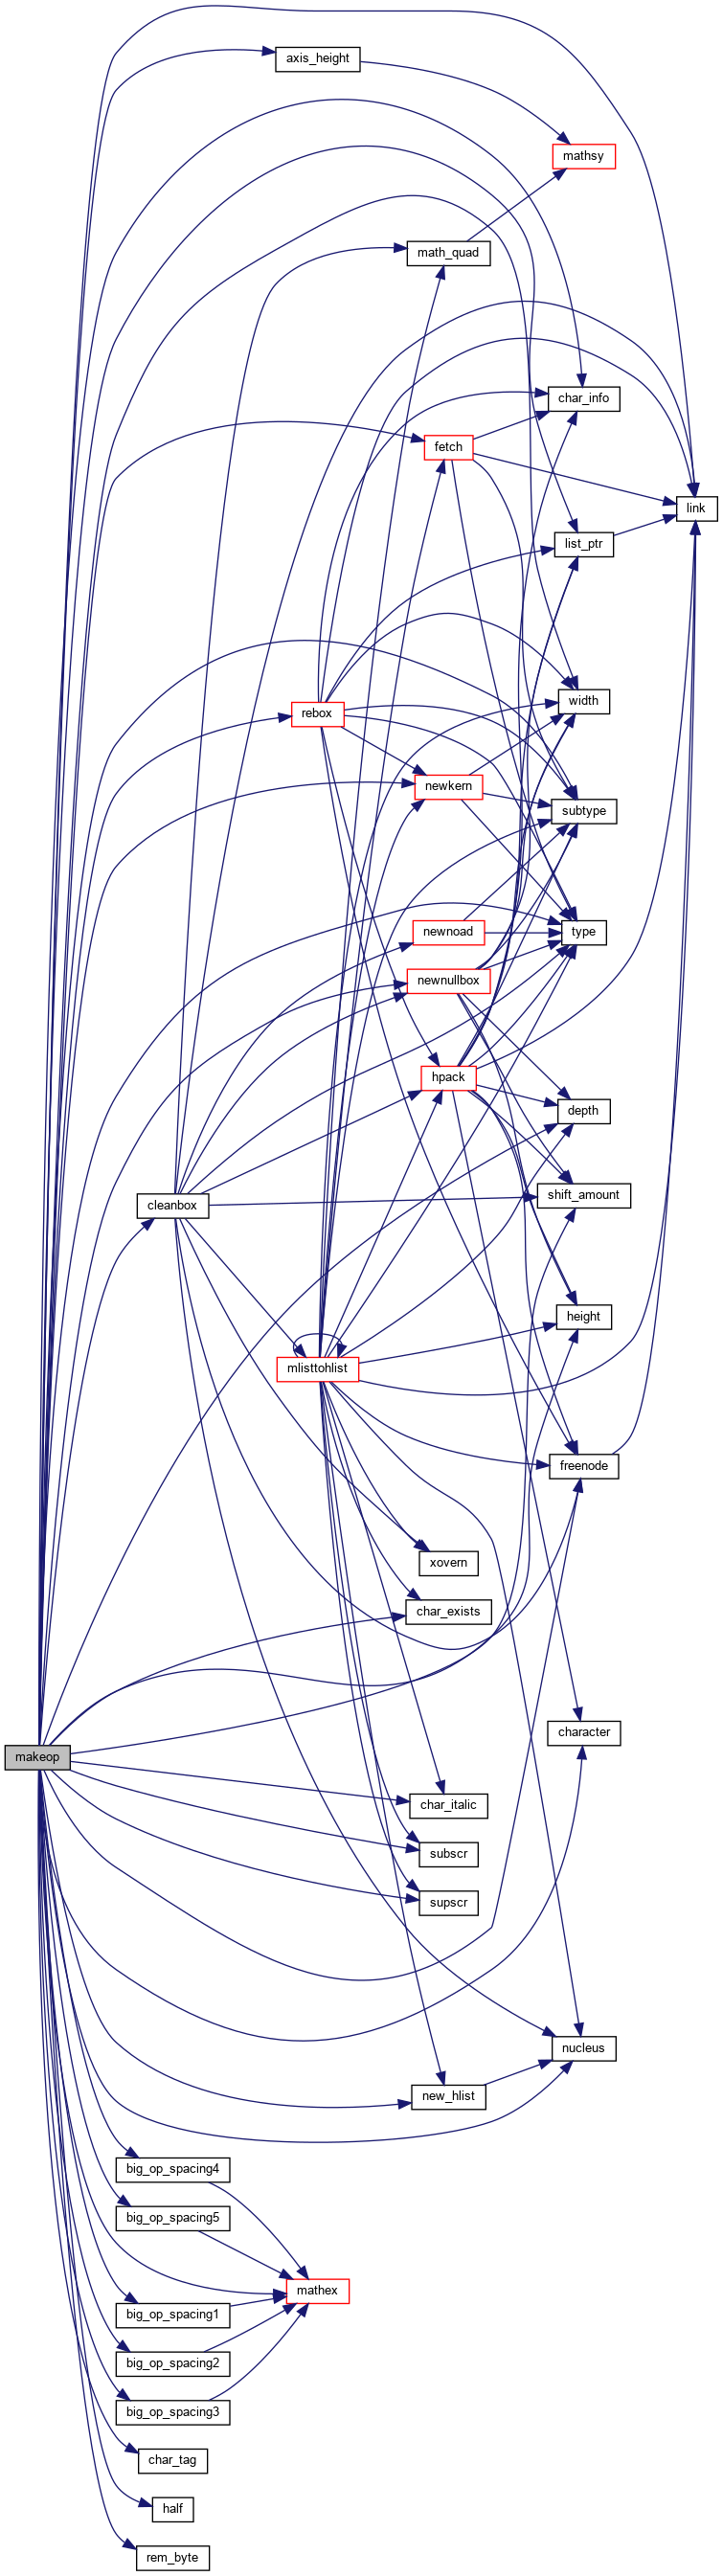 axis_height
mathsy
math_quad
char_info
fetch
link
list_ptr
width
rebox
newkern
subtype
newnoad
type
newnullbox
hpack
depth
shift_amount
cleanbox
height
mlisttohlist
freenode
xovern
char_exists
character
makeop
char_italic
subscr
supscr
nucleus
new_hlist
big_op_spacing4
big_op_spacing5
mathex
big_op_spacing1
big_op_spacing2
big_op_spacing3
char_tag
half
rem_byte